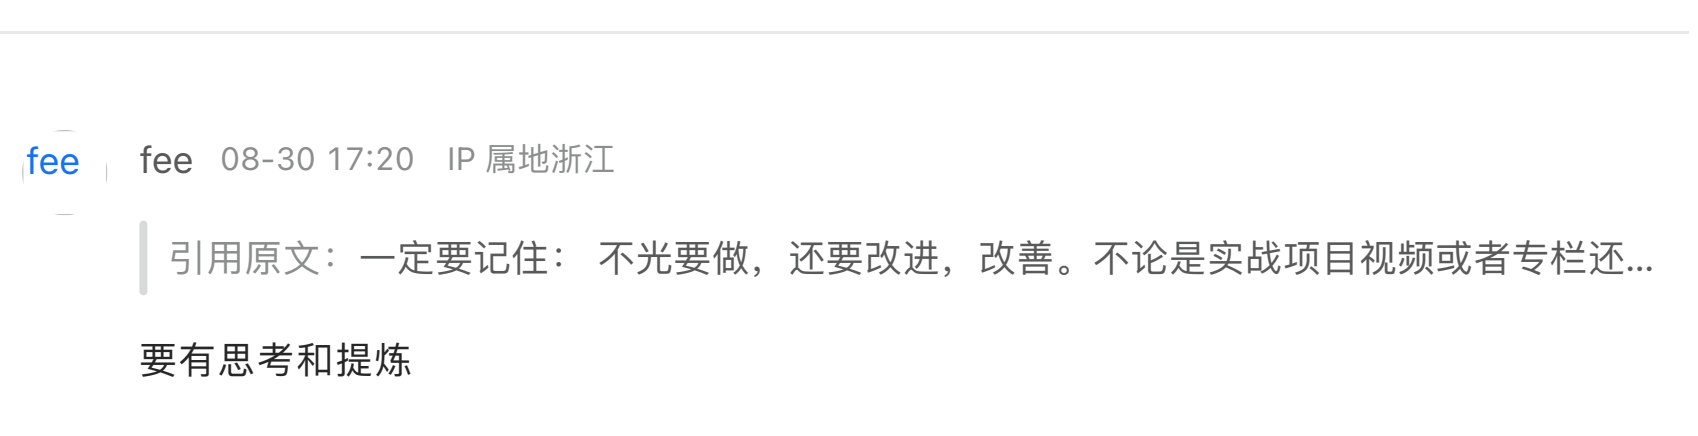 fee fee 08-30 17:20 IP 属地浙江
引用原文：一定要记住： 不光要做，还要改进，改善。不论是实战项目视频或者专栏还...
要有思考和提炼